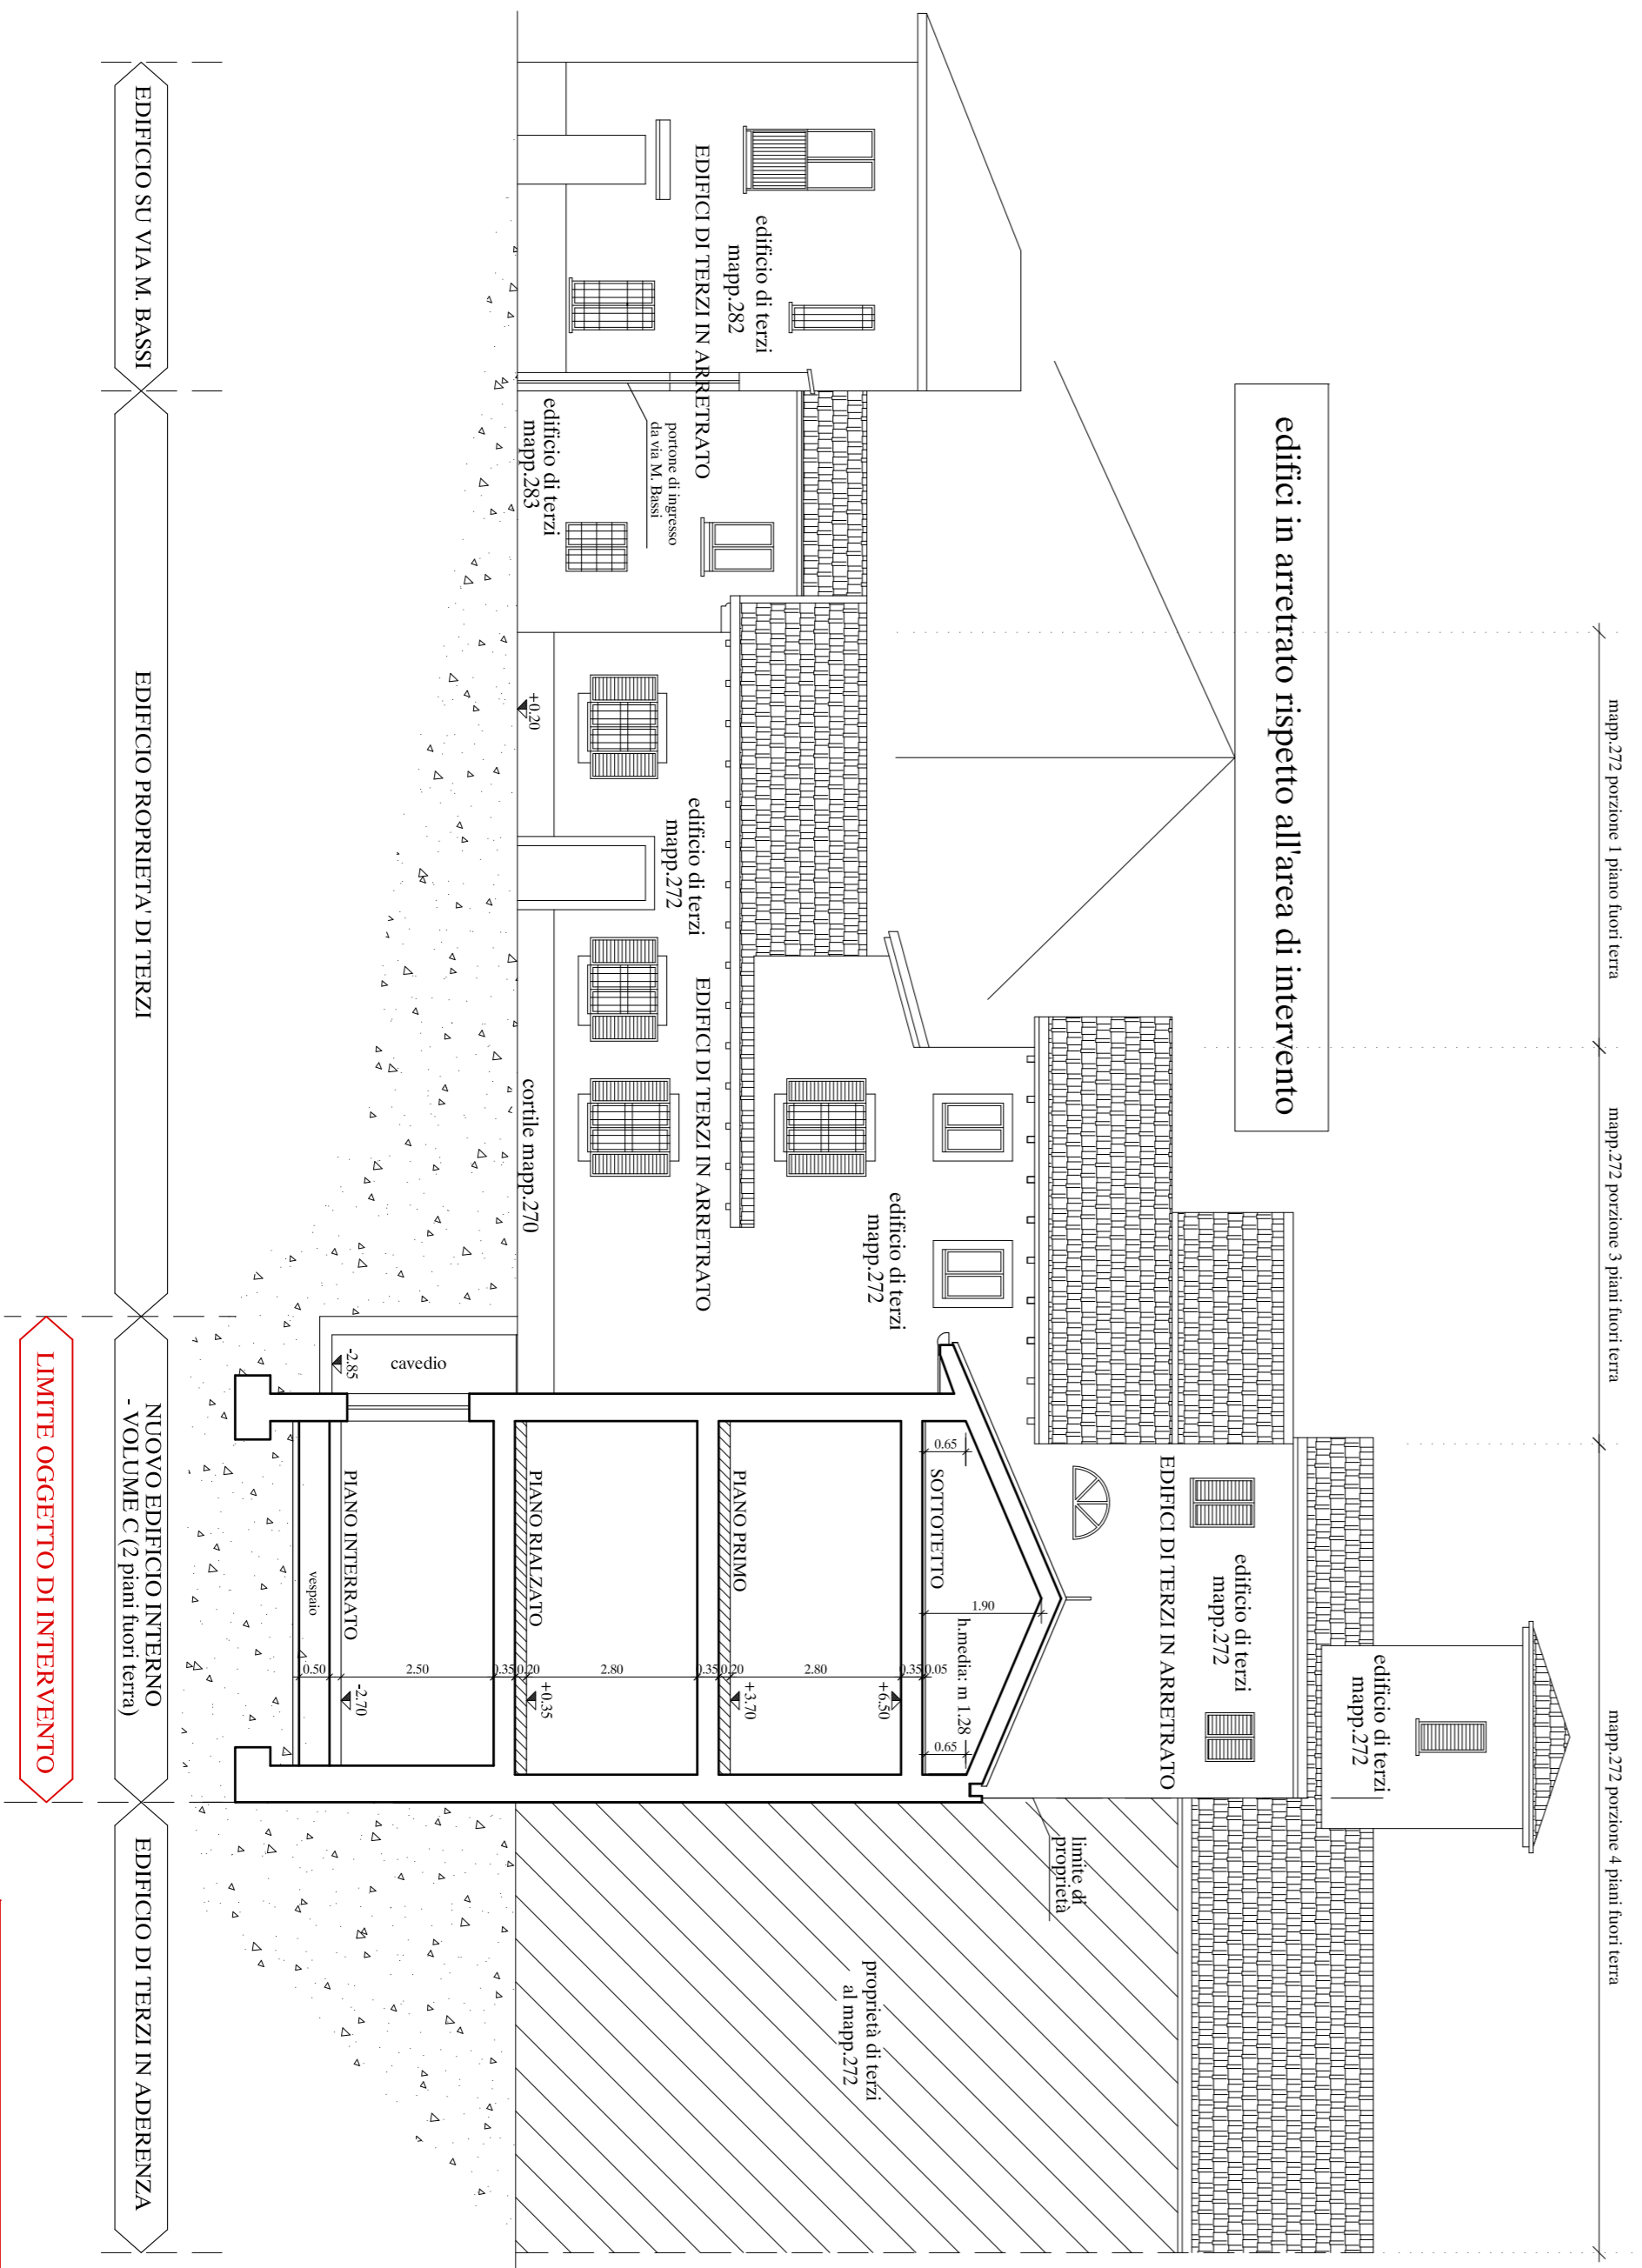 mapp.272 porzione 1 piano fuori terra
mapp.272 porzione 3 piani fuori terra
mapp.272 porzione 4 piani fuori terra
edifici in arretrato rispetto all'area di intervento
edificio di terzi
mapp.272
edificio di terzi
mapp.272
EDIFICI DI TERZI IN ARRETRATO
edificio di terzi
mapp.282
EDIFICI DI TERZI IN ARRETRATO
portone di ingresso
da via M. Bassi
edificio di terzi
mapp.283
edificio di terzi
mapp.272
EDIFICI DI TERZI IN ARRETRATO
edificio di terzi
mapp.272
+0.20
cortile mapp.270
limite di
proprietà
proprietà di terzi
al mapp.272
1.90
h.media: m 1.28
0.65
0.65
SOTTOTETTO
0.05
0.35
+6.50
2.80
PIANO PRIMO
+3.70
0.20
0.35
2.80
PIANO RIALZATO
+0.35
0.20
0.35
2.50
PIANO INTERRATO
-2.70
0.50
vespaio
cavedio
-2.85
EDIFICIO SU VIA M. BASSI
EDIFICIO PROPRIETA' DI TERZI
NUOVO EDIFICIO INTERNO
- VOLUME C (2 piani fuori terra)
EDIFICIO DI TERZI IN ADERENZA
LIMITE OGGETTO DI INTERVENTO